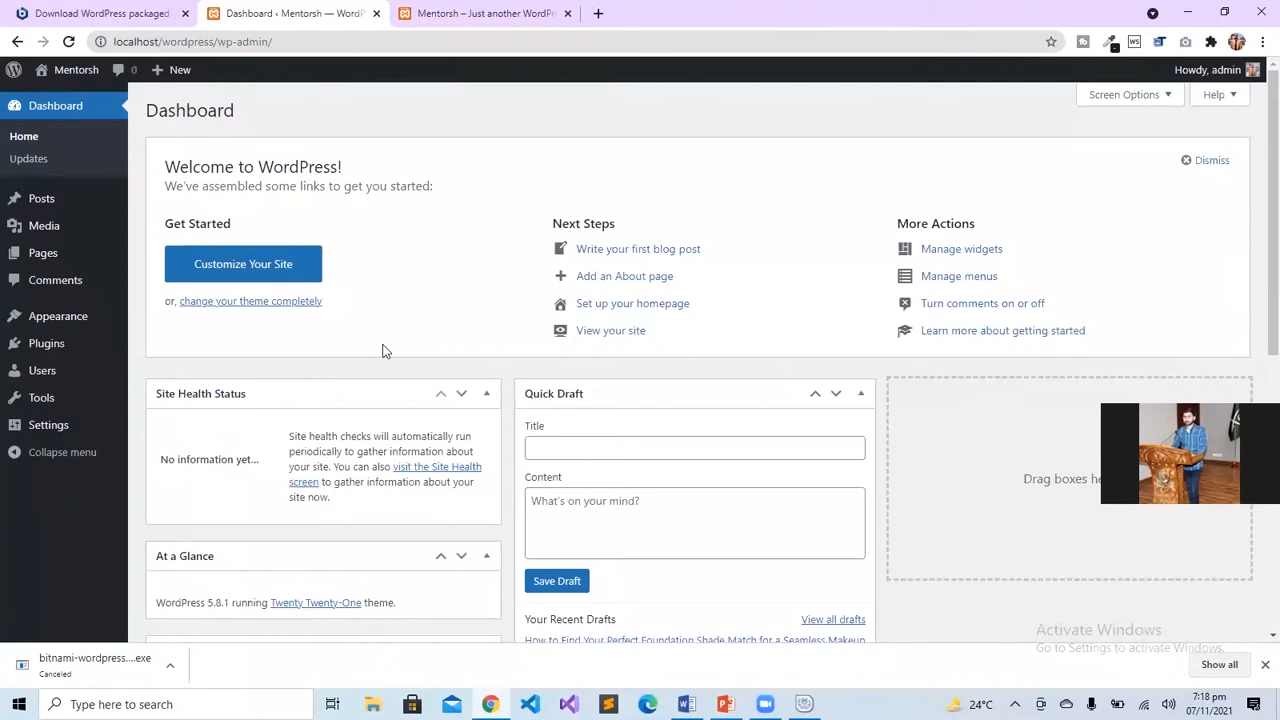 Download WordPress packaged
Dashboard ‹ Mentorsh — WordP
Mentorsh – Just another WordPr
localhost/wordpress/wp-admin/
Mentorsh
0
New
Howdy, admin
Dashboard
Home
Updates
Posts
Media
Pages
Comments
Appearance
Plugins
Users
Tools
Settings
Collapse menu
Dashboard
Screen Options
Help
Welcome to WordPress!
We've assembled some links to get you started:
Dismiss
Get Started
Customize Your Site
or, change your theme completely
Next Steps
Write your first blog post
Add an About page
Set up your homepage
View your site
More Actions
Manage widgets
Manage menus
Turn comments on or off
Learn more about getting started
Site Health Status
No information yet...
Site health checks will automatically run
periodically to gather information about
your site. You can also visit the Site Health
screen to gather information about your
site now.
At a Glance
WordPress 5.8.1 running Twenty Twenty-One theme.
Quick Draft
Title
Content
What's on your mind?
Save Draft
Your Recent Drafts
View all drafts
How to Find Your Perfect Foundation Shade Match for a Seamless Makeup
Drag boxes he
Activate Windows
Go to Settings to activate Windows.
bitnami-wordpress....exe
Canceled
Show all
Type here to search
24°C
7:18 pm
07/11/2021